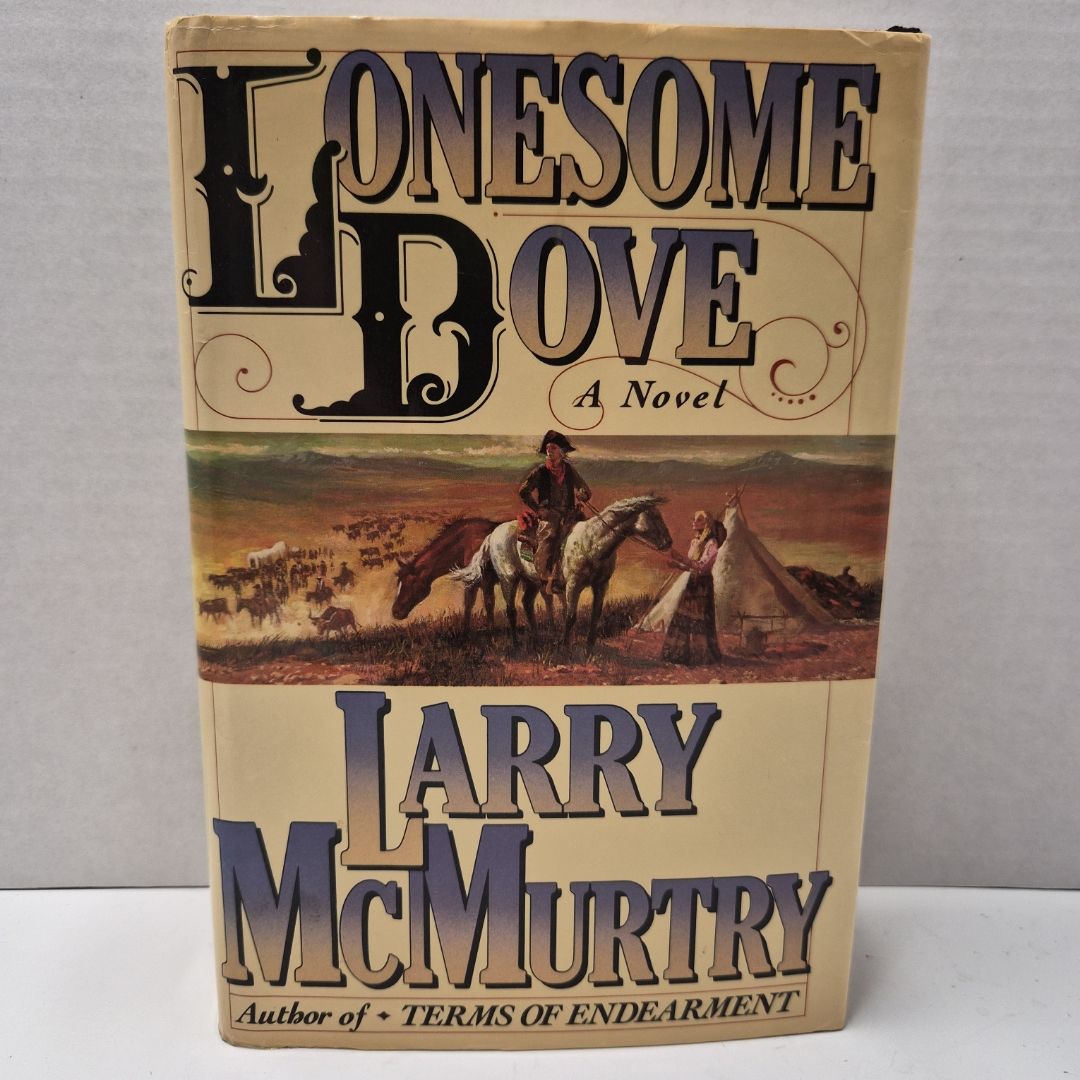 LONESOME
DOVE
A Novel
LARRY
MCMURTRY
Author of • TERMS OF ENDEARMENT